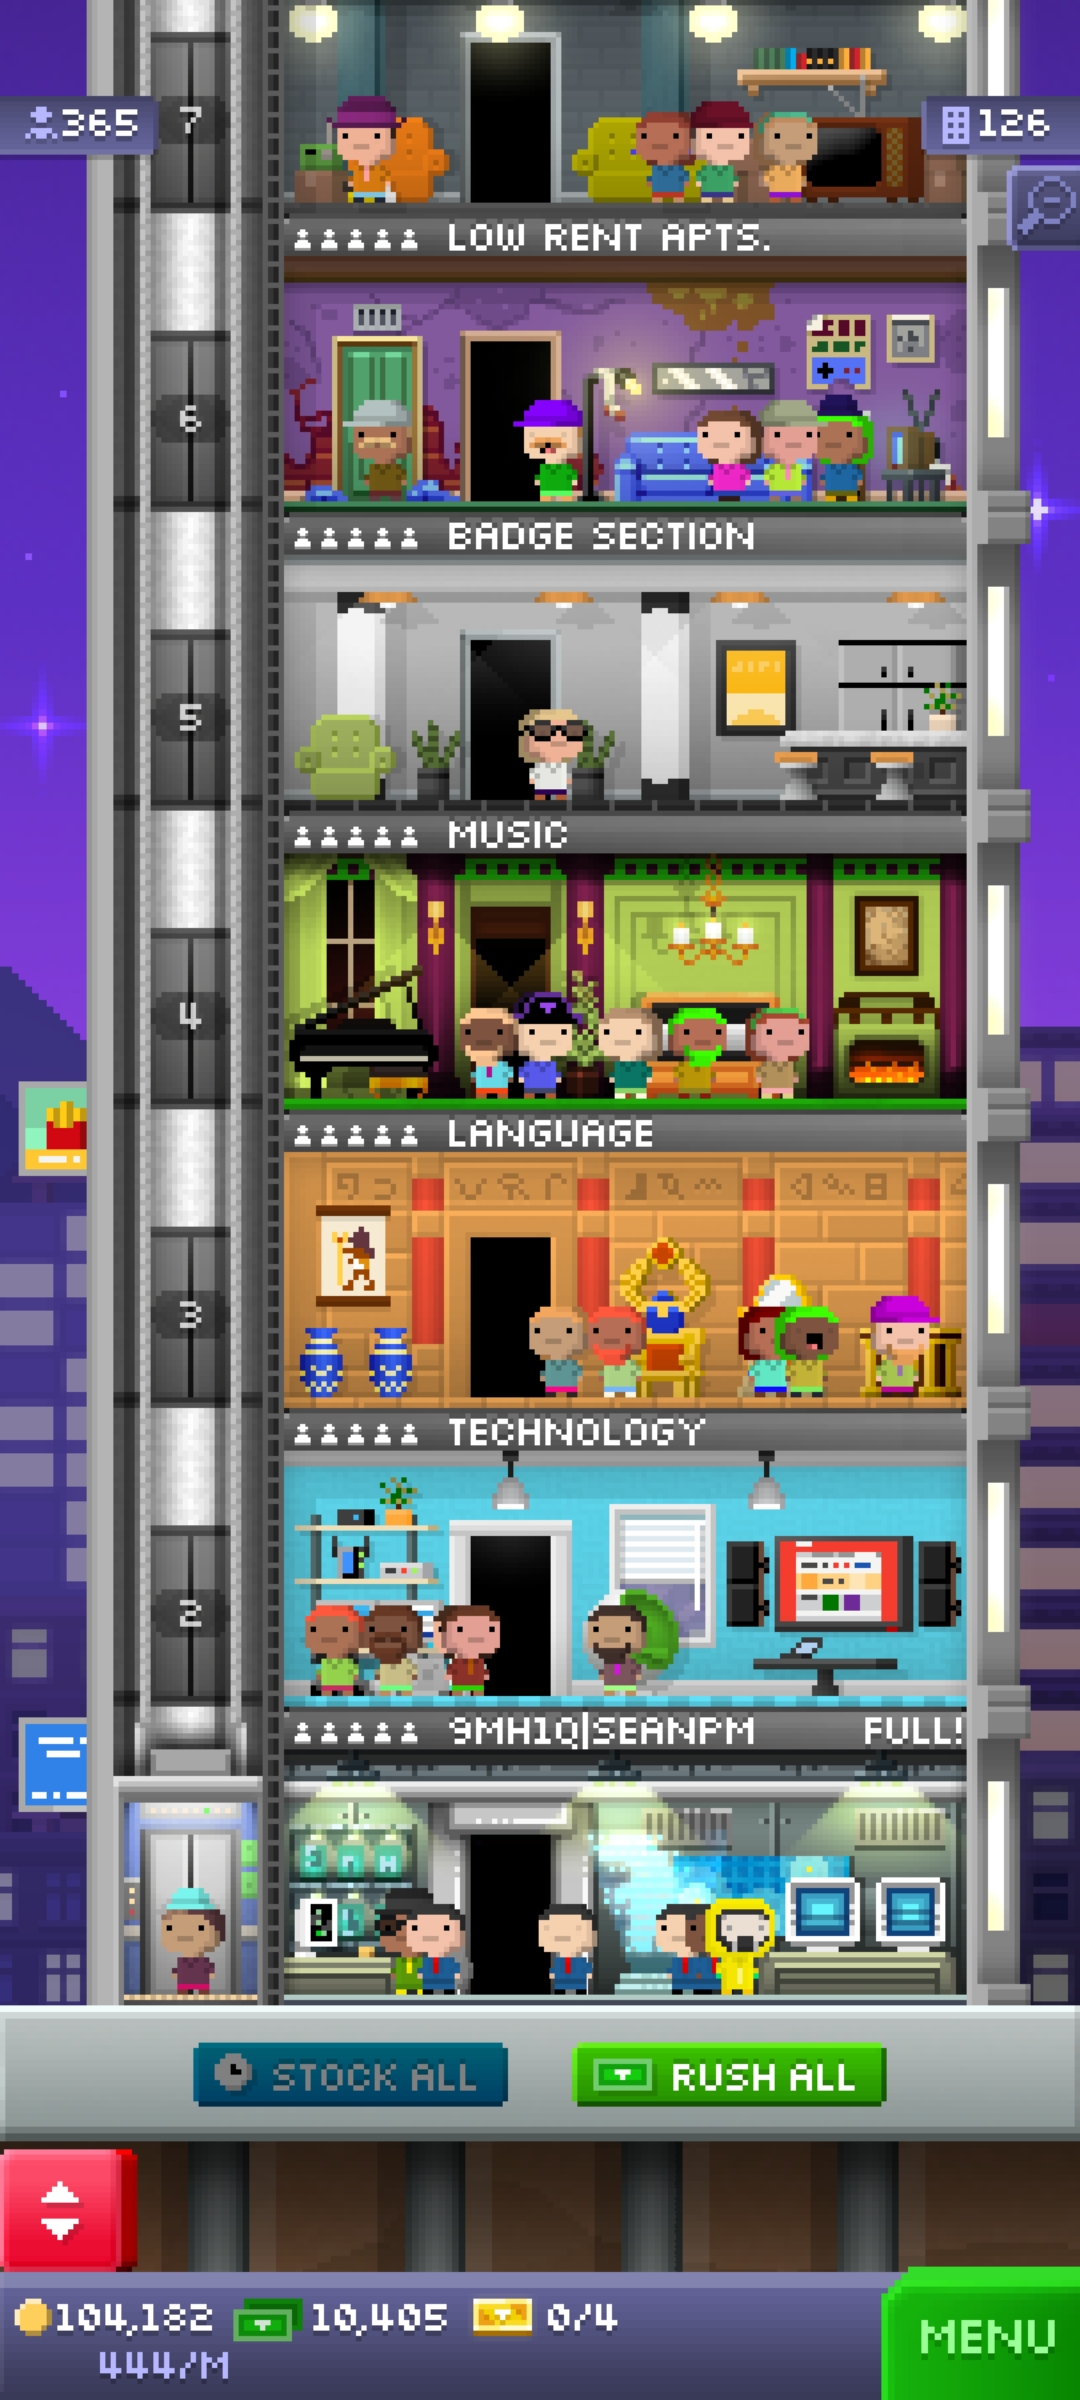 365
7
126
LOW RENT APTS.
6
BADGE SECTION
5
MUSIC
4
LANGUAGE
3
TECHNOLOGY
2
9MH1Q|SEANPM FULL!
STOCK ALL
RUSH ALL
104,182 10,405 0/4
444/M
MENU